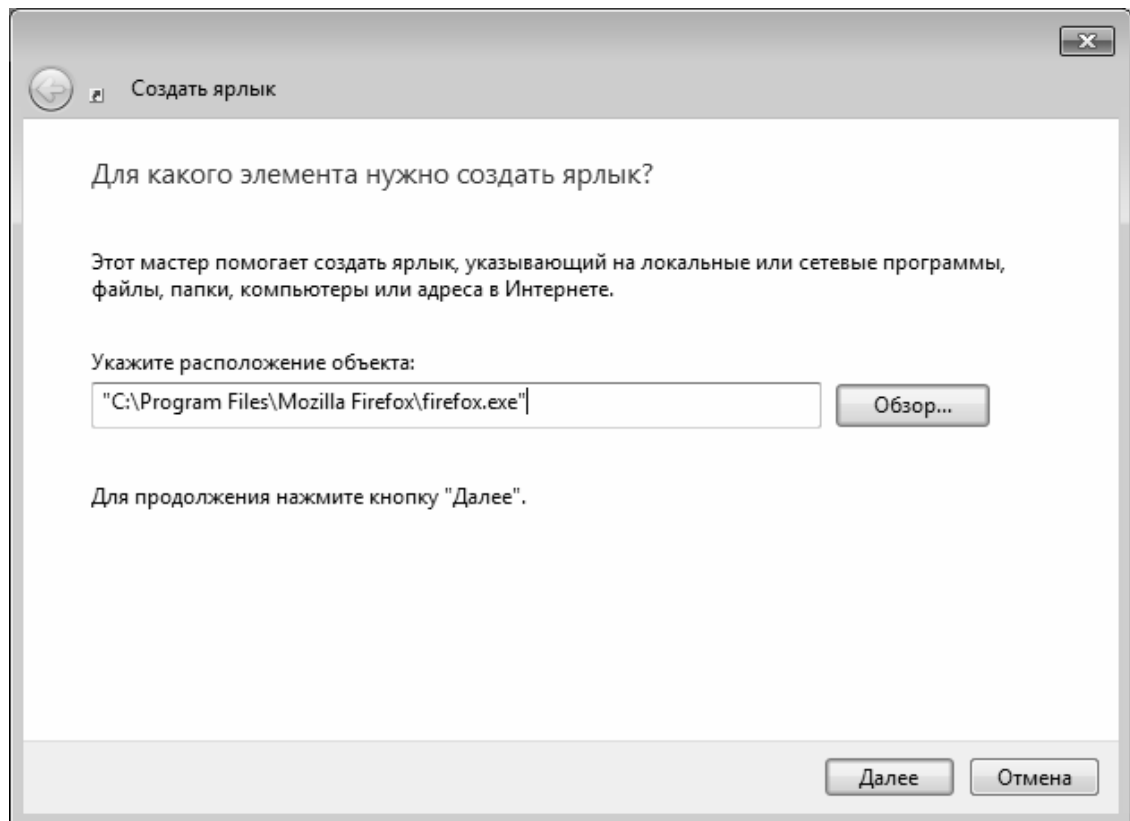 Создать ярлык
Для какого элемента нужно создать ярлык?
Этот мастер помогает создать ярлык, указывающий на локальные или сетевые программы,
файлы, папки, компьютеры или адреса в Интернете.
Укажите расположение объекта:
"C:\Program Files\Mozilla Firefox\firefox.exe"
Обзор...
Для продолжения нажмите кнопку "Далее".
Далее
Отмена